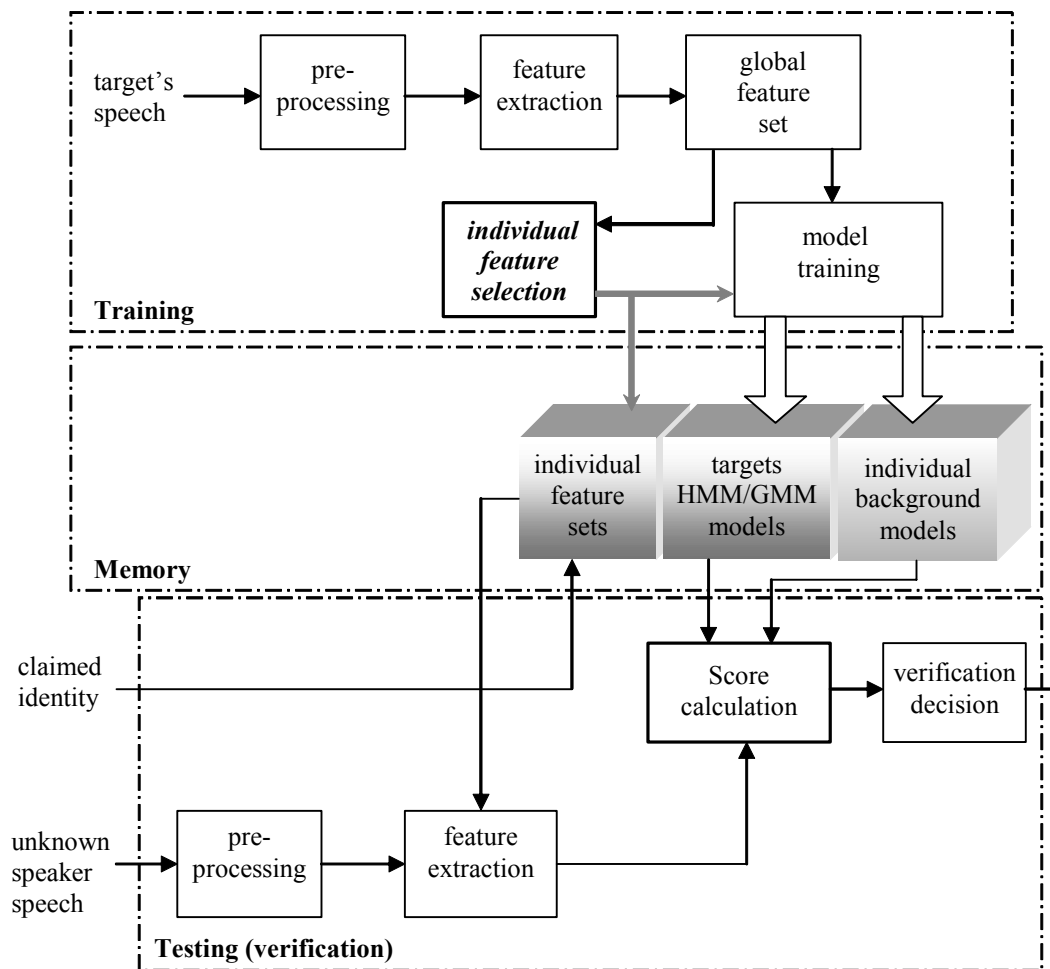 target's
speech
pre-
processing
feature
extraction
global
feature
set
individual
feature
selection
model
training
Training
individual
feature
sets
targets
HMM/GMM
models
individual
background
models
Memory
claimed
identity
Score
calculation
verification
decision
unknown
speaker
speech
pre-
processing
feature
extraction
Testing (verification)